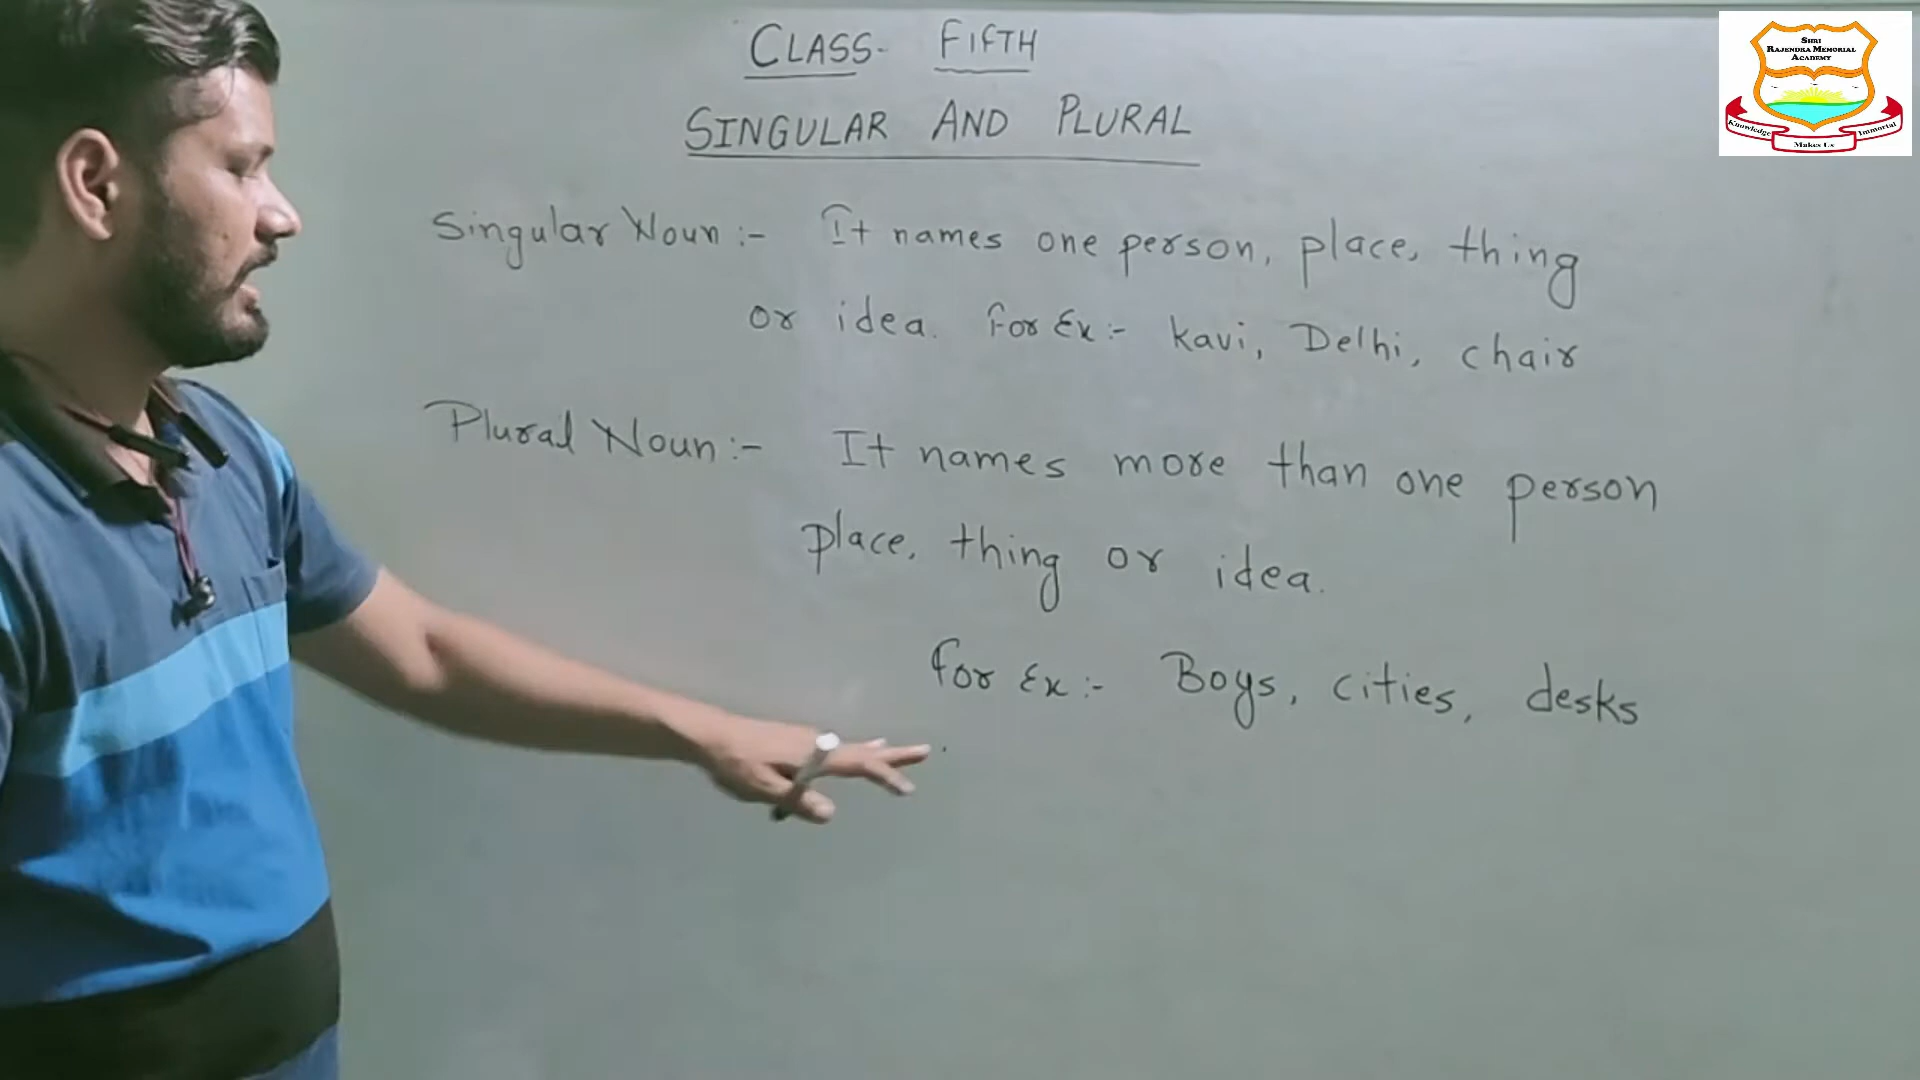 CLASS- FIFTH
SINGULAR AND PLURAL
Singular Noun :- It names one person, place, thing
or idea. For Ex :- Kavi, Delhi, chair
Plural Noun :- It names more than one person
place, thing or idea.
For Ex :- Boys, cities, desks
SHRI
RAJENDRA MEMORIAL
ACADEMY
Knowledge Makes Us Immortal